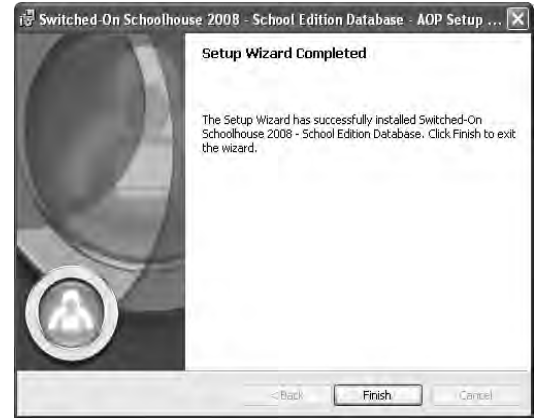 Switched-On Schoolhouse 2008 - School Edition Database - AOP Setup ...
Setup Wizard Completed
The Setup Wizard has successfully installed Switched-On
Schoolhouse 2008 - School Edition Database. Click Finish to exit
the wizard.
<Back Finish Cancel